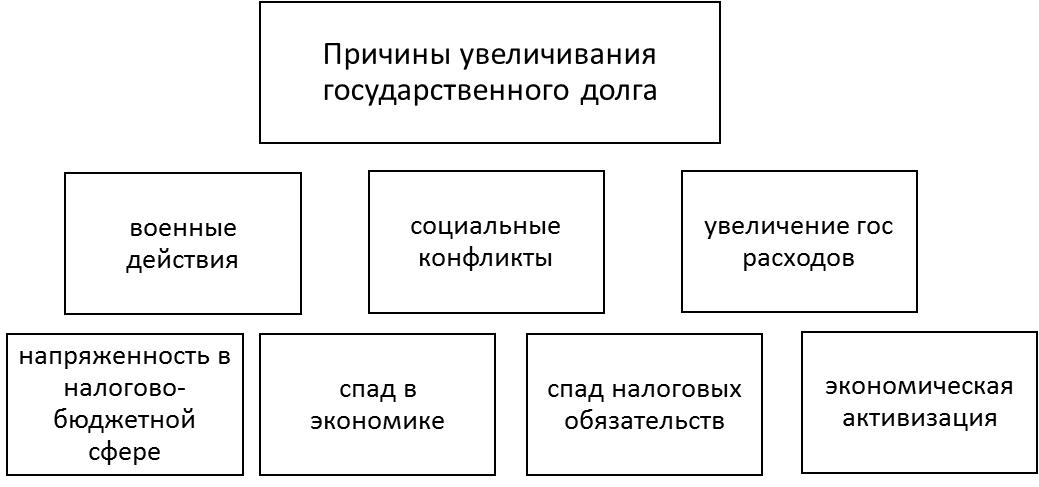 Причины увеличивания
государственного долга
военные
действия
социальные
конфликты
увеличение гос
расходов
напряженность в
налогово-
бюджетной
сфере
спад в
экономике
спад налоговых
обязательств
экономическая
активизация